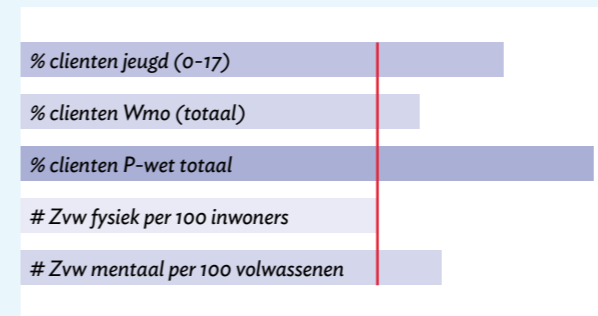 % clienten jeugd (0-17)
% clienten Wmo (totaal)
% clienten P-wet totaal
# Zvw fysiek per 100 inwoners
# Zvw mentaal per 100 volwassenen